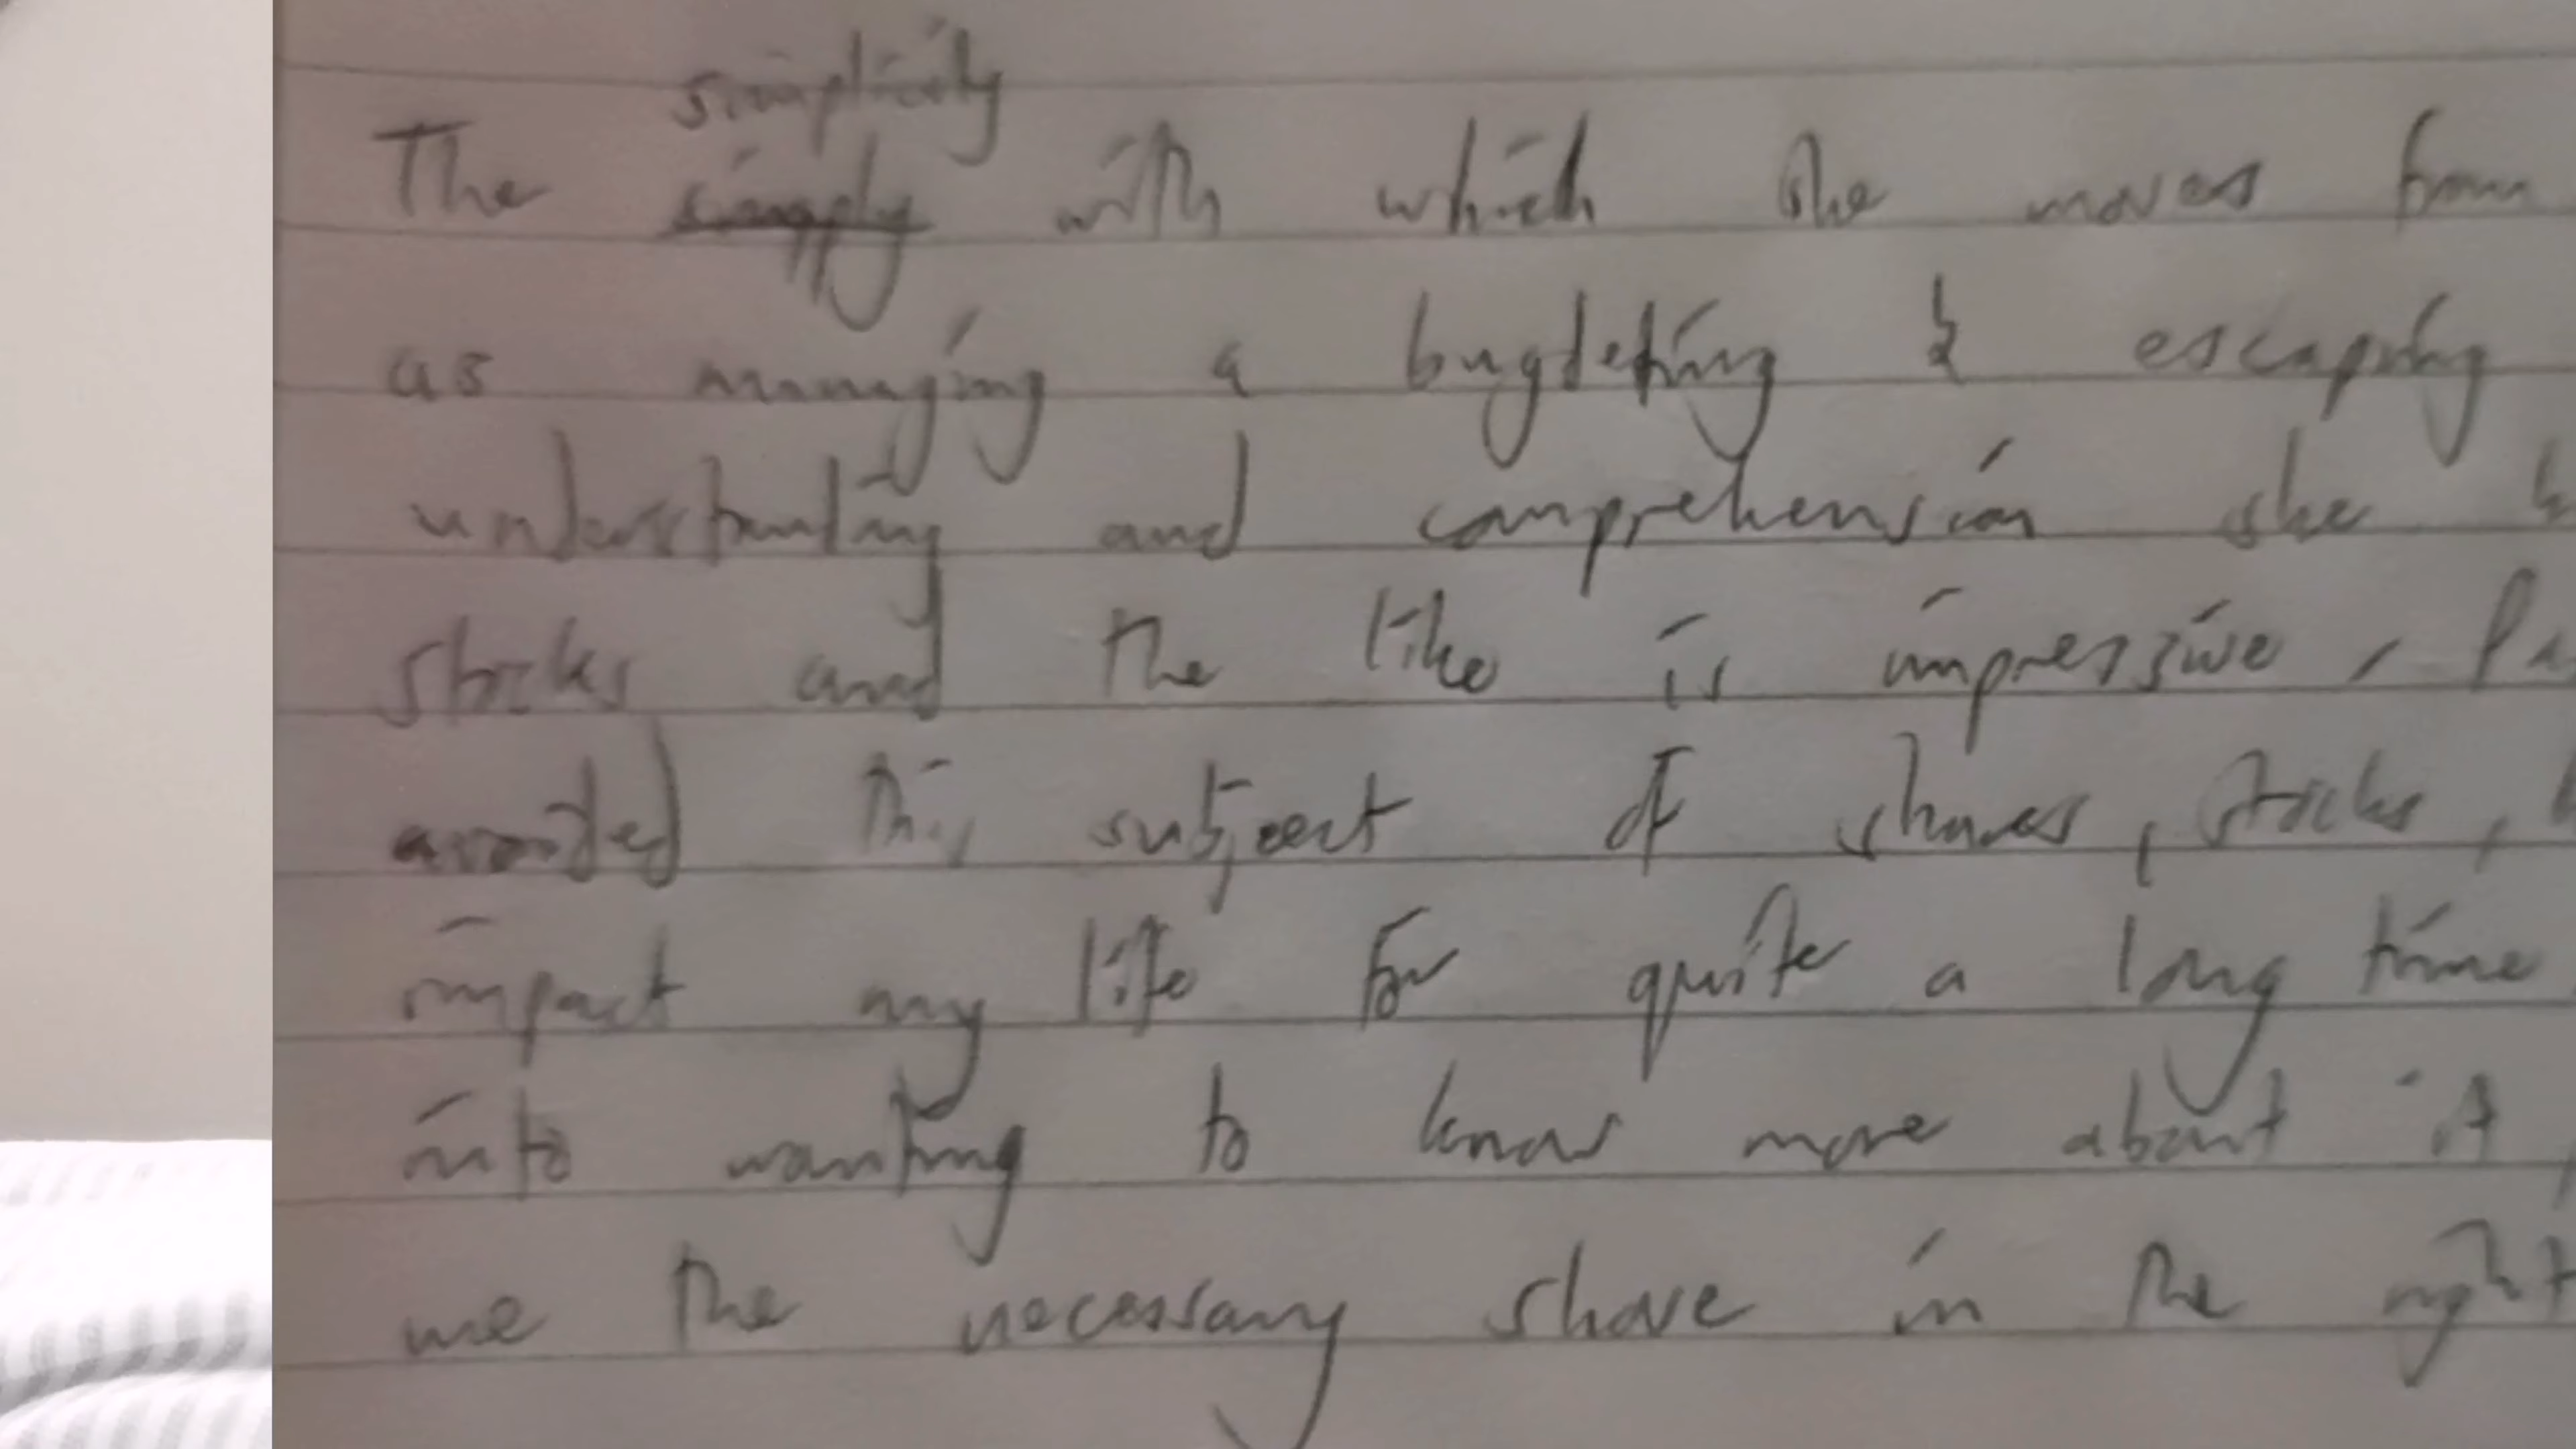 simplicity
The simply with which she moves from
as managing a bugdeting & escaping
understanding and comprehension she
stocks and the like is impressive,
avoided this subject of shares, stocks,
impact my life for quite a long time
into wanting to know more about it,
me the necessary shove in the right